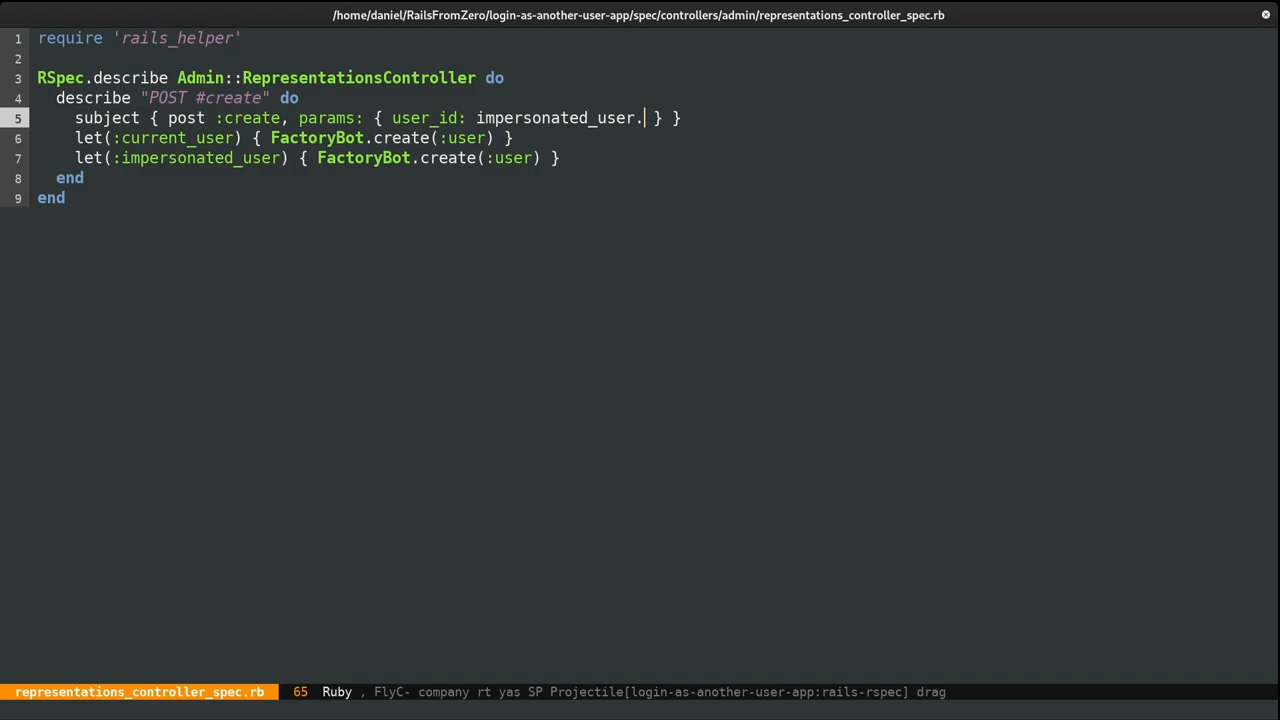 /home/daniel/RailsFromZero/login-as-another-user-app/spec/controllers/admin/representations_controller_spec.rb
1 require 'rails_helper'
2
3 RSpec.describe Admin::RepresentationsController do
4   describe "POST #create" do
5     subject { post :create, params: { user_id: impersonated_user. } }
6     let(:current_user) { FactoryBot.create(:user) }
7     let(:impersonated_user) { FactoryBot.create(:user) }
8   end
9 end
representations_controller_spec.rb 65 Ruby , FlyC- company rt yas SP Projectile[login-as-another-user-app:rails-rspec] drag